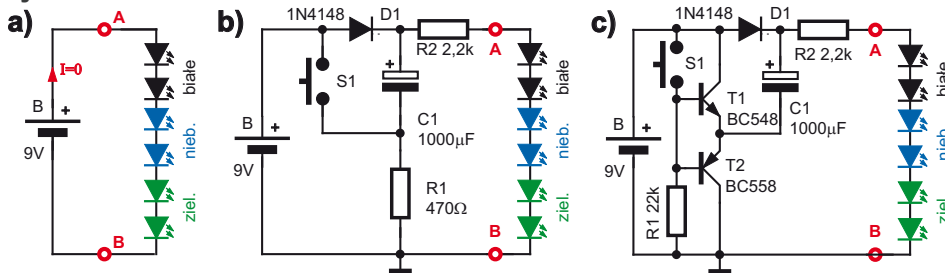 a)
A
I=0
B
+
9V
B
białe
nieb.
ziel.
b)
1N4148
D1
R2 2,2k
A
S1
+
B
+
9V
C1
1000µF
R1
470Ω
B
białe
nieb.
ziel.
c)
1N4148
D1
R2 2,2k
A
S1
+
T1
BC548
C1
1000µF
B
+
9V
T2
BC558
R1 22k
B
białe
nieb.
ziel.